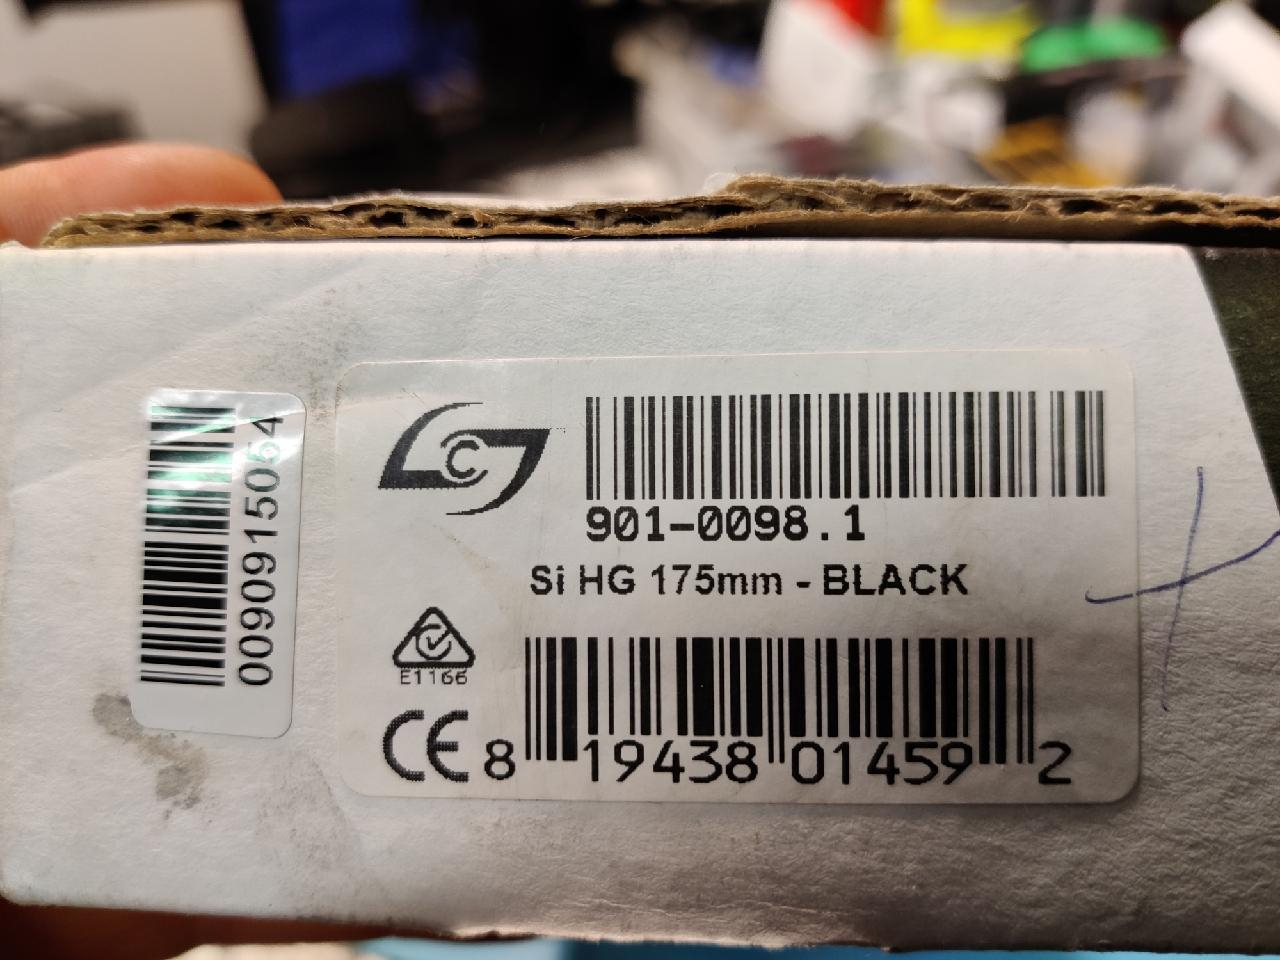 0090915054
C
901-0098.1
Si HG 175mm - BLACK
E1166
CE
8 19438 01459 2